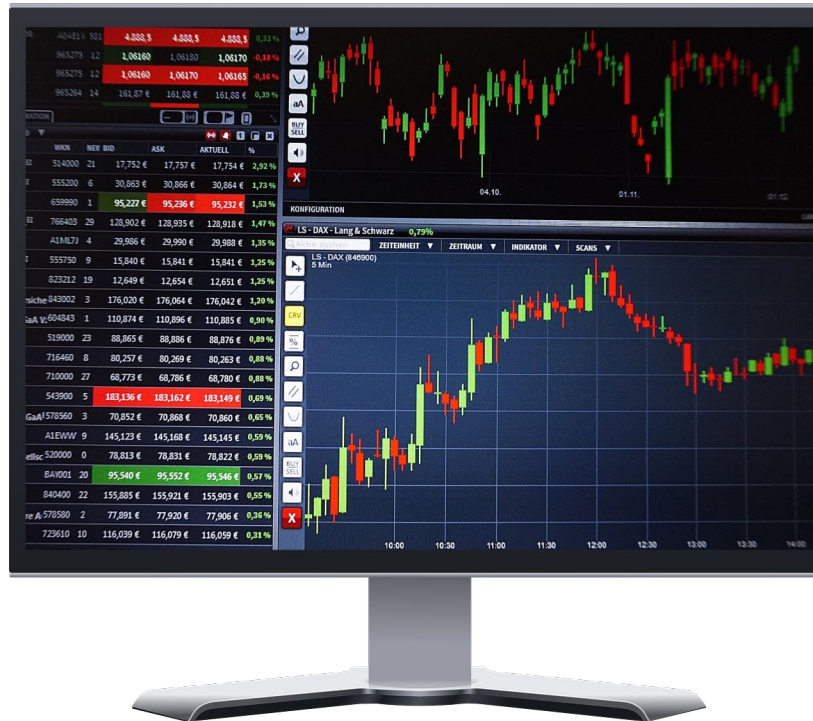 4.888,5 4.888,5 4.888,5 0,33 %
965275 12 1,06160 1,06180 1,06170 -0,18 %
965275 12 1,06160 1,06170 1,06165 -0,16 %
965264 14 161,87 € 161,88 € 161,88 € 0,39 %
WKN NEV BID ASK AKTUELL %
514000 21 17,752 € 17,757 € 17,754 € 2,92 %
555200 6 30,863 € 30,866 € 30,864 € 1,73 %
659990 1 95,227 € 95,236 € 95,232 € 1,53 %
766403 29 128,902 € 128,935 € 128,918 € 1,47 %
A1ML7J 4 29,986 € 29,990 € 29,988 € 1,35 %
555750 9 15,840 € 15,841 € 15,841 € 1,25 %
823212 19 12,649 € 12,654 € 12,651 € 1,25 %
843002 3 176,020 € 176,064 € 176,042 € 1,20 %
604843 1 110,874 € 110,896 € 110,885 € 0,90 %
519000 23 88,865 € 88,886 € 88,876 € 0,89 %
716460 8 80,257 € 80,269 € 80,263 € 0,88 %
710000 27 68,773 € 68,786 € 68,780 € 0,88 %
543900 5 183,136 € 183,162 € 183,149 € 0,69 %
578560 3 70,852 € 70,868 € 70,860 € 0,65 %
A1EWW 9 145,123 € 145,168 € 145,145 € 0,59 %
520000 0 78,813 € 78,831 € 78,822 € 0,59 %
BAY001 20 95,540 € 95,552 € 95,546 € 0,57 %
840400 22 155,885 € 155,921 € 155,903 € 0,55 %
578580 2 77,891 € 77,920 € 77,906 € 0,36 %
723610 10 116,039 € 116,079 € 116,059 € 0,31 %
aA
BUY
SELL
X
04.10. 01.11. 01.12
KONFIGURATION
LS - DAX - Lang & Schwarz 0,79%
Aktie suchen ZEITEINHEIT ▼ ZEITRAUM ▼ INDIKATOR ▼ SCANS ▼
LS - DAX (846900)
5 Min
CRV
%
aA
BUY
SELL
X
10:00 10:30 11:00 11:30 12:00 12:30 13:00 13:30 14:00